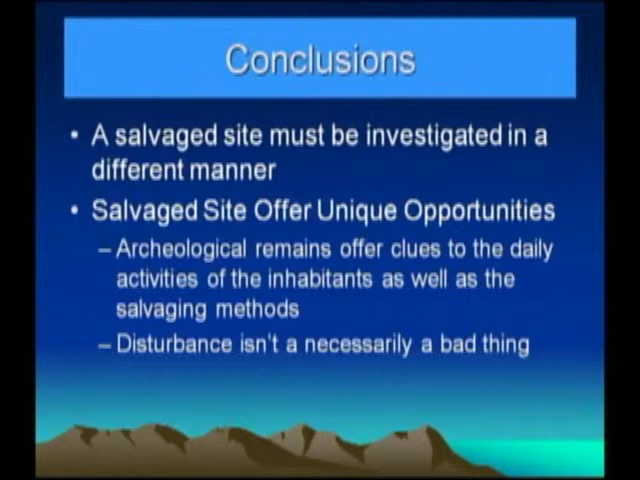 Conclusions
• A salvaged site must be investigated in a
different manner
• Salvaged Site Offer Unique Opportunities
– Archeological remains offer clues to the daily
activities of the inhabitants as well as the
salvaging methods
– Disturbance isn't a necessarily a bad thing